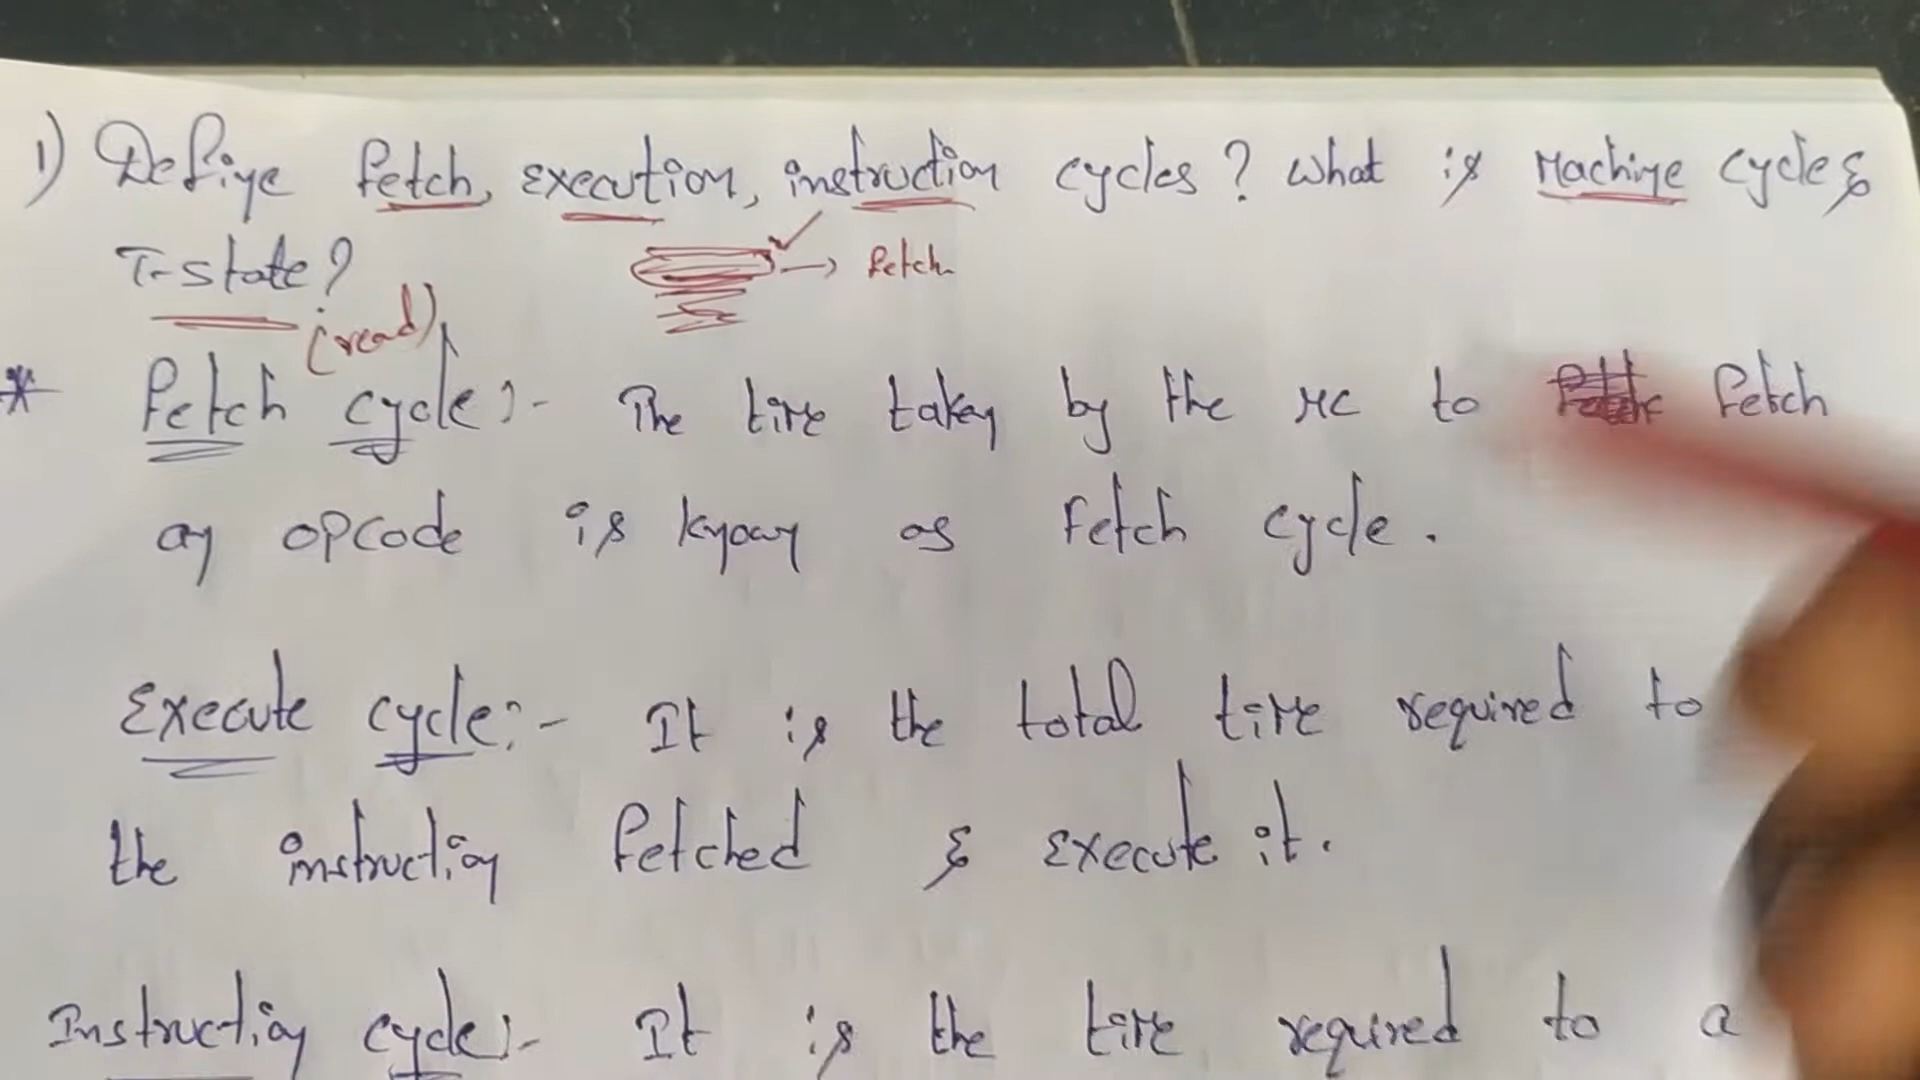 1) Define fetch, execution, instruction cycles? what is Machine cycle &
T-state?
→ fetch
(read)
* Fetch cycle:- The time taken by the MC to fetch
an opcode is known as Fetch cycle.
Execute cycle:- It is the total time required to
the instruction fetched & execute it.
Instruction cycle:- It is the time required to a